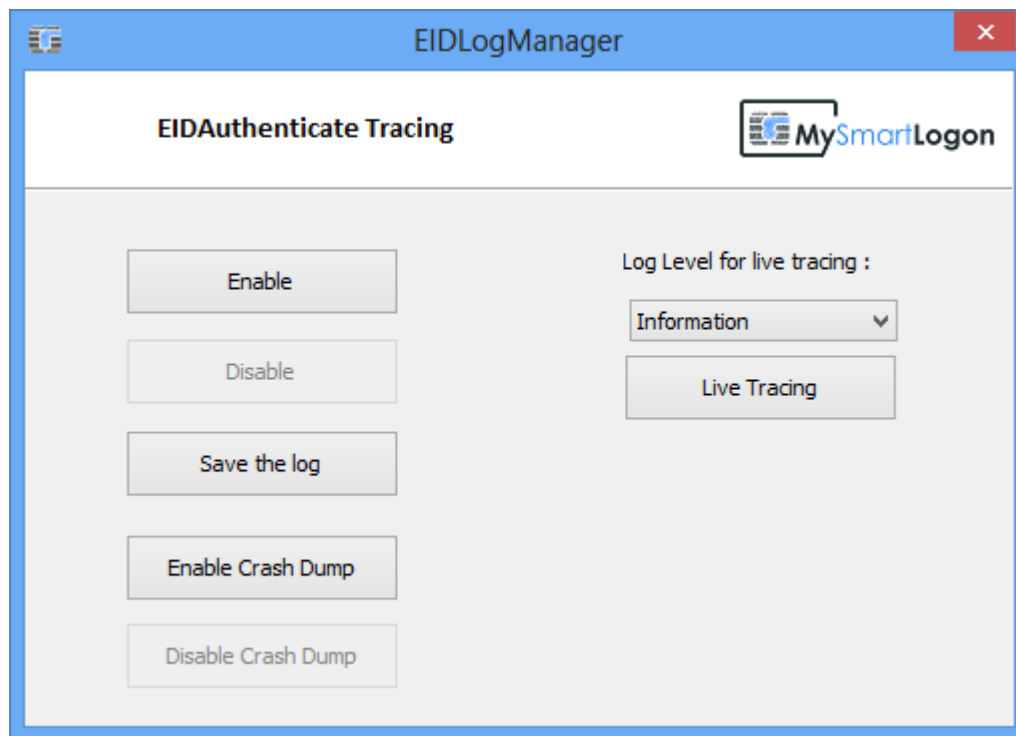 EIDLogManager
EIDAuthenticate Tracing
MySmartLogon
Enable
Disable
Save the log
Enable Crash Dump
Disable Crash Dump
Log Level for live tracing :
Information
Live Tracing